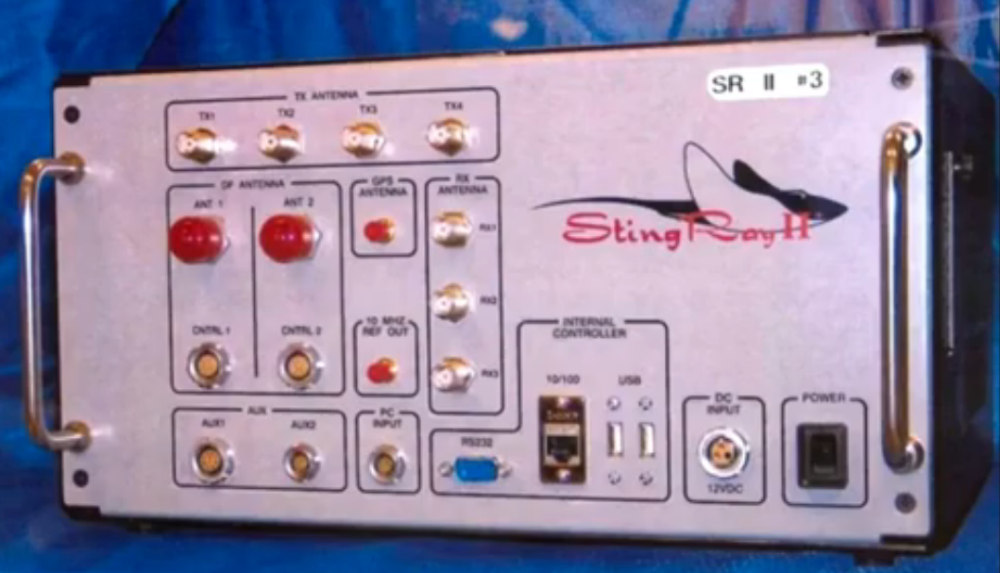 SR II #3
TX ANTENNA
TX1 TX2 TX3 TX4
DF ANTENNA
ANT 1 ANT 2
GPS
ANTENNA
RX
ANTENNA
RX1
StingRay II
RX2
10 MHZ
REF OUT
INTERNAL
CONTROLLER
CNTRL 1 CNTRL 2
RX3
10/100 USB
AUX
AUX1 AUX2
PC
INPUT
RS232
DC
INPUT
12VDC
POWER